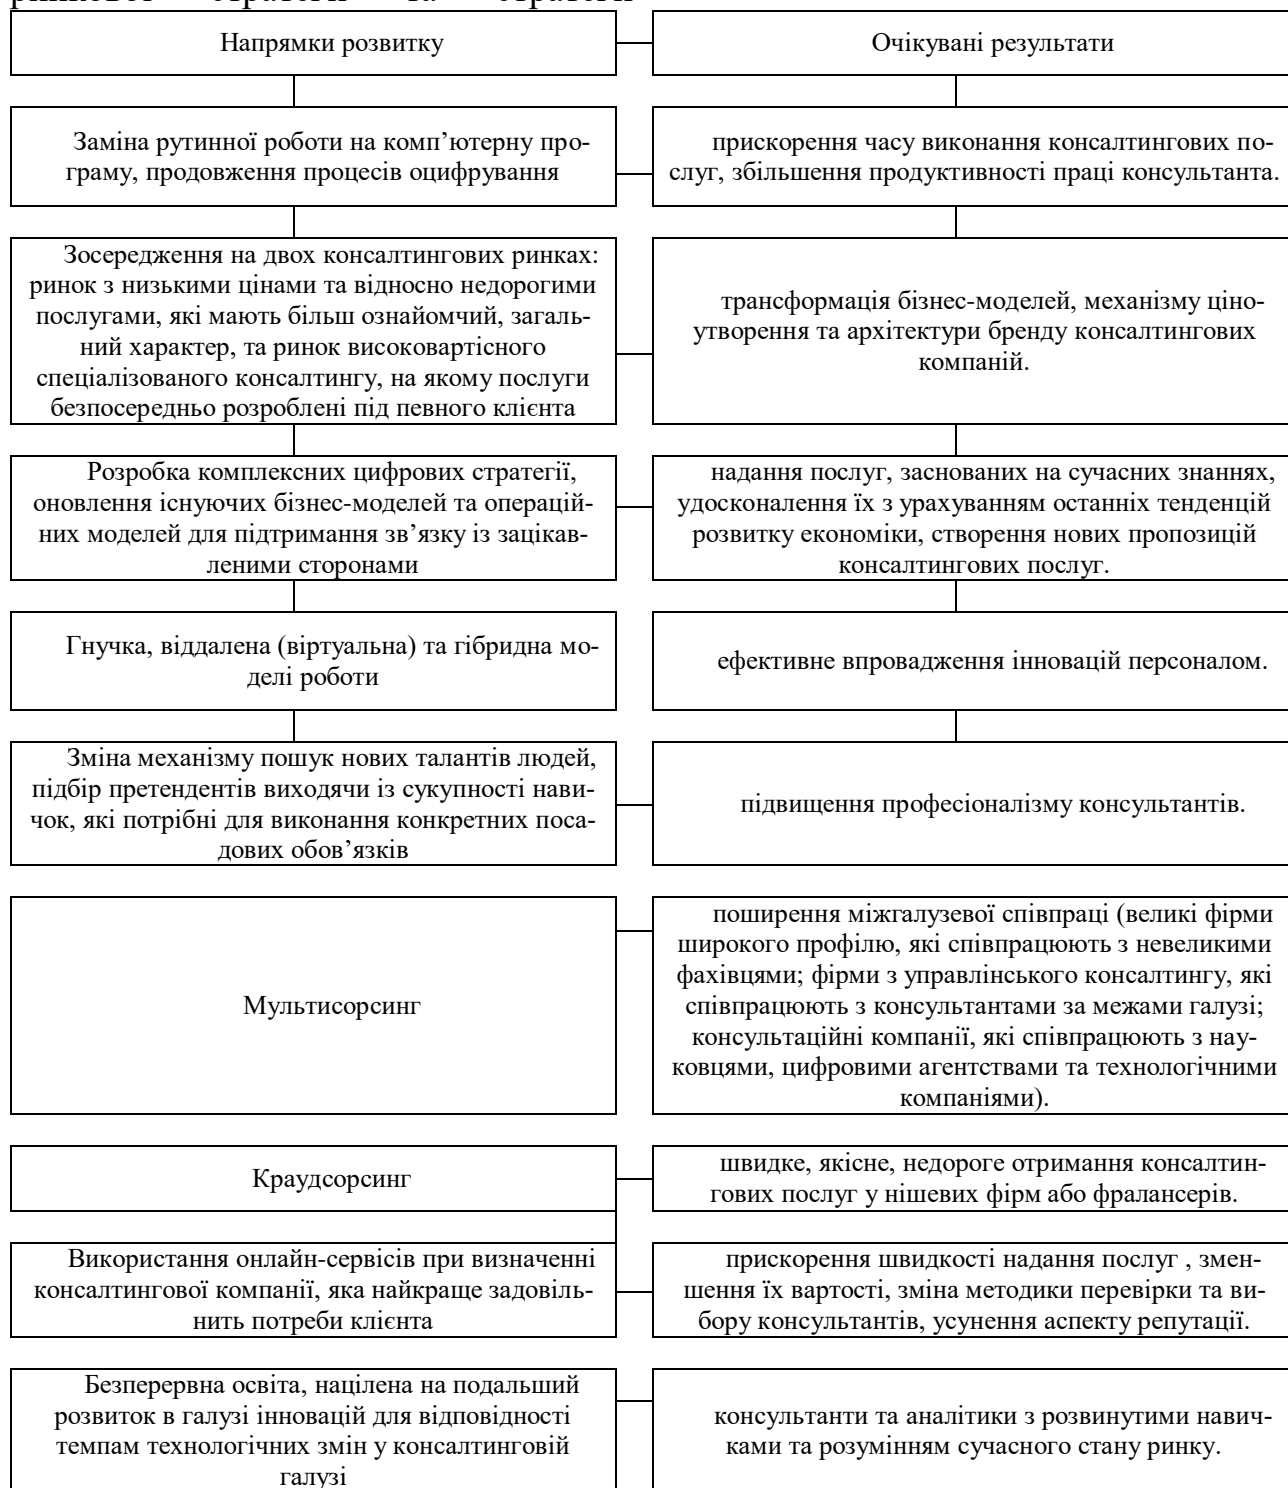 Напрямки розвитку
Очікувані результати
Заміна рутинної роботи на комп’ютерну про-
граму, продовження процесів оцифрування
прискорення часу виконання консалтингових по-
слуг, збільшення продуктивності праці консультанта.
Зосередження на двох консалтингових ринках:
ринок з низькими цінами та відносно недорогими
послугами, які мають більш ознайомчий, загаль-
ний характер, та ринок високовартісного
спеціалізованого консалтингу, на якому послуги
безпосередньо розроблені під певного клієнта
трансформація бізнес-моделей, механізму ціно-
утворення та архітектури бренду консалтингових
компаній.
Розробка комплексних цифрових стратегії,
оновлення існуючих бізнес-моделей та операцій-
них моделей для підтримання зв’язку із зацікав-
леними сторонами
надання послуг, заснованих на сучасних знаннях,
удосконалення їх з урахуванням останніх тенденцій
розвитку економіки, створення нових пропозицій
консалтингових послуг.
Гнучка, віддалена (віртуальна) та гібридна мо-
делі роботи
ефективне впровадження інновацій персоналом.
Зміна механізму пошук нових талантів людей,
підбір претендентів виходячи із сукупності нави-
чок, які потрібні для виконання конкретних поса-
дових обов’язків
підвищення професіоналізму консультантів.
Мультисорсинг
поширення міжгалузевої співпраці (великі фірми
широкого профілю, які співпрацюють з невеликими
фахівцями; фірми з управлінського консалтингу, які
співпрацюють з консультантами за межами галузі;
консультаційні компанії, які співпрацюють з нау-
ковцями, цифровими агентствами та технологічними
компаніями).
Краудсорсинг
швидке, якісне, недороге отримання консалтин-
гових послуг у нішевих фірм або фралансерів.
Використання онлайн-сервісів при визначенні
консалтингової компанії, яка найкраще задовіль-
нить потреби клієнта
прискорення швидкості надання послуг , змен-
шення їх вартості, зміна методики перевірки та ви-
бору консультантів, усунення аспекту репутації.
Безперервна освіта, націлена на подальший
розвиток в галузі інновацій для відповідності
темпам технологічних змін у консалтинговій
галузі
консультанти та аналітики з розвинутими навич-
ками та розумінням сучасного стану ринку.